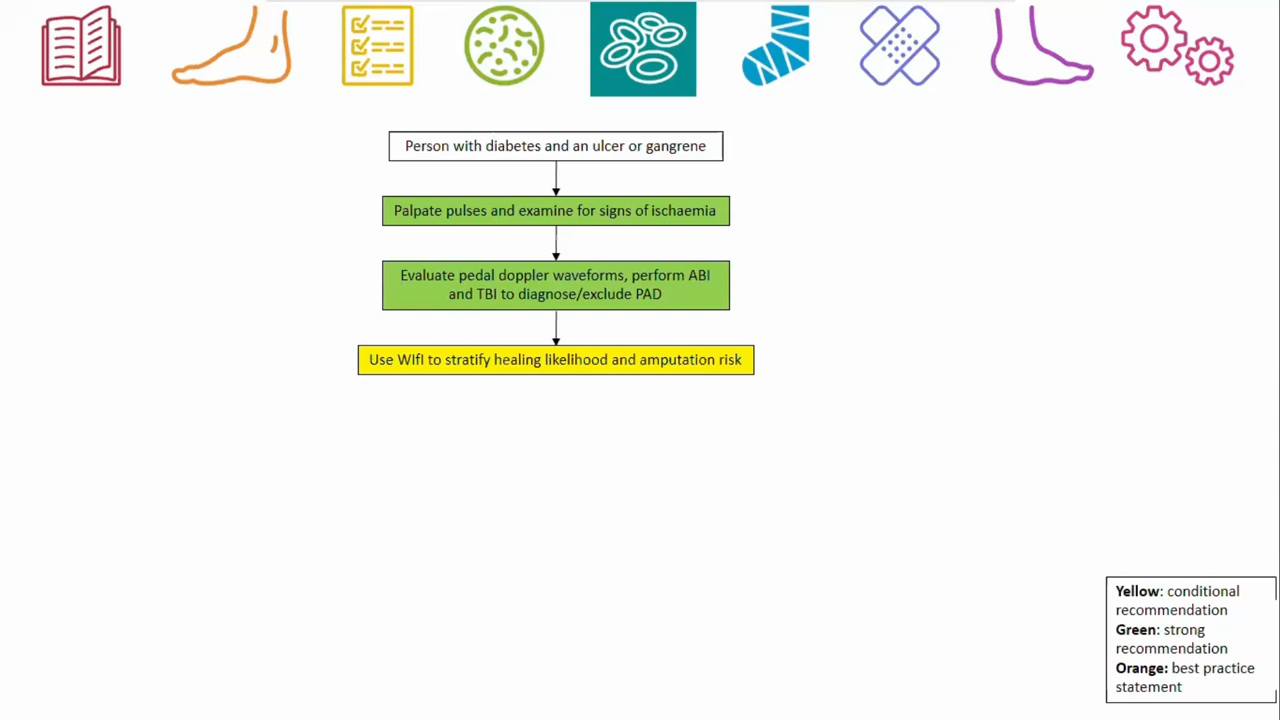 Person with diabetes and an ulcer or gangrene
Palpate pulses and examine for signs of ischaemia
Evaluate pedal doppler waveforms, perform ABI
and TBI to diagnose/exclude PAD
Use WIfI to stratify healing likelihood and amputation risk
Yellow: conditional
recommendation
Green: strong
recommendation
Orange: best practice
statement